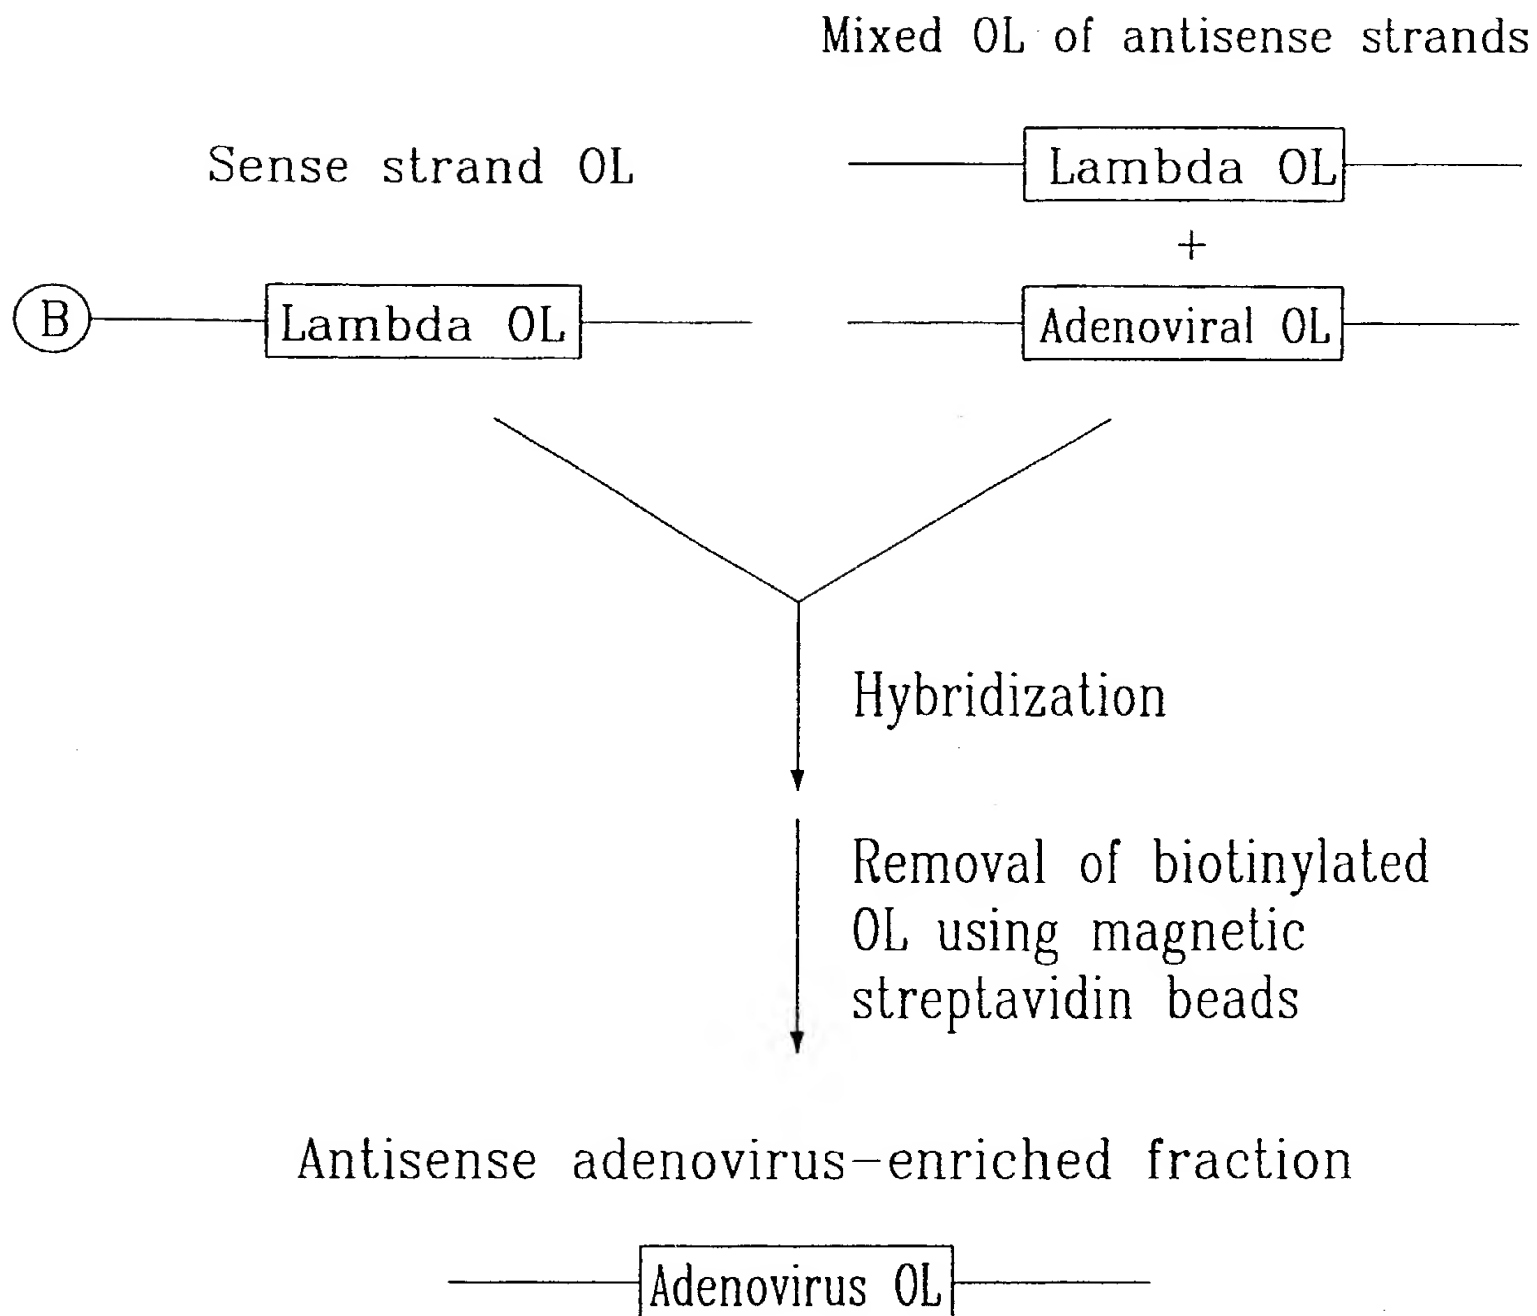 Mixed OL of antisense strands
Sense strand OL
Lambda OL
+
B
Lambda OL
Adenoviral OL
Hybridization
Removal of biotinylated
OL using magnetic
streptavidin beads
Antisense adenovirus-enriched fraction
Adenovirus OL